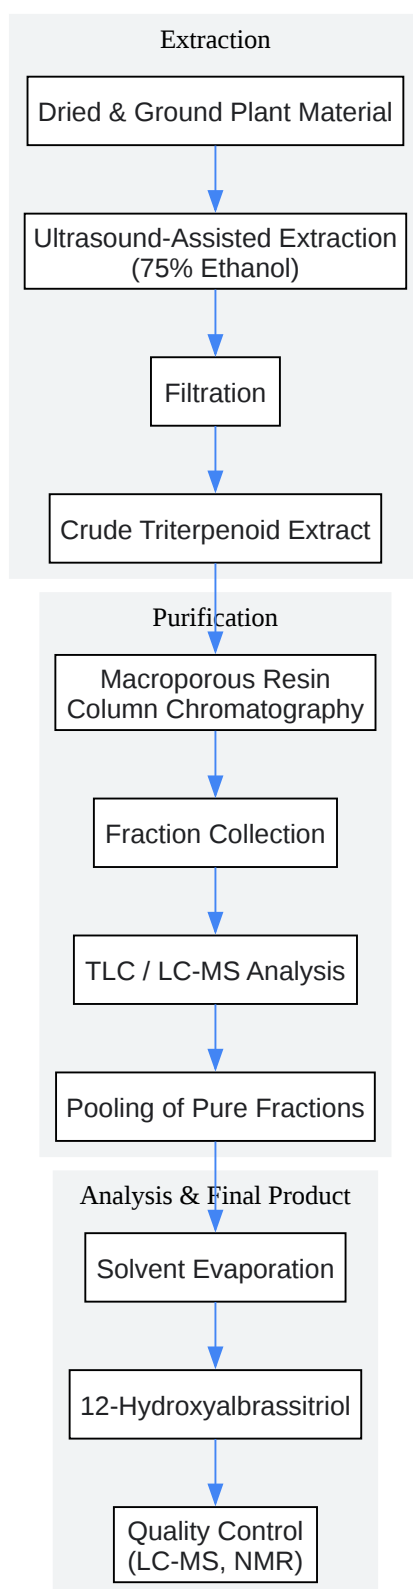 Extraction
Dried & Ground Plant Material
Ultrasound-Assisted Extraction
(75% Ethanol)
Filtration
Crude Triterpenoid Extract
Purification
Macroporous Resin
Column Chromatography
Fraction Collection
TLC / LC-MS Analysis
Pooling of Pure Fractions
Analysis & Final Product
Solvent Evaporation
12-Hydroxyalbrassitriol
Quality Control
(LC-MS, NMR)